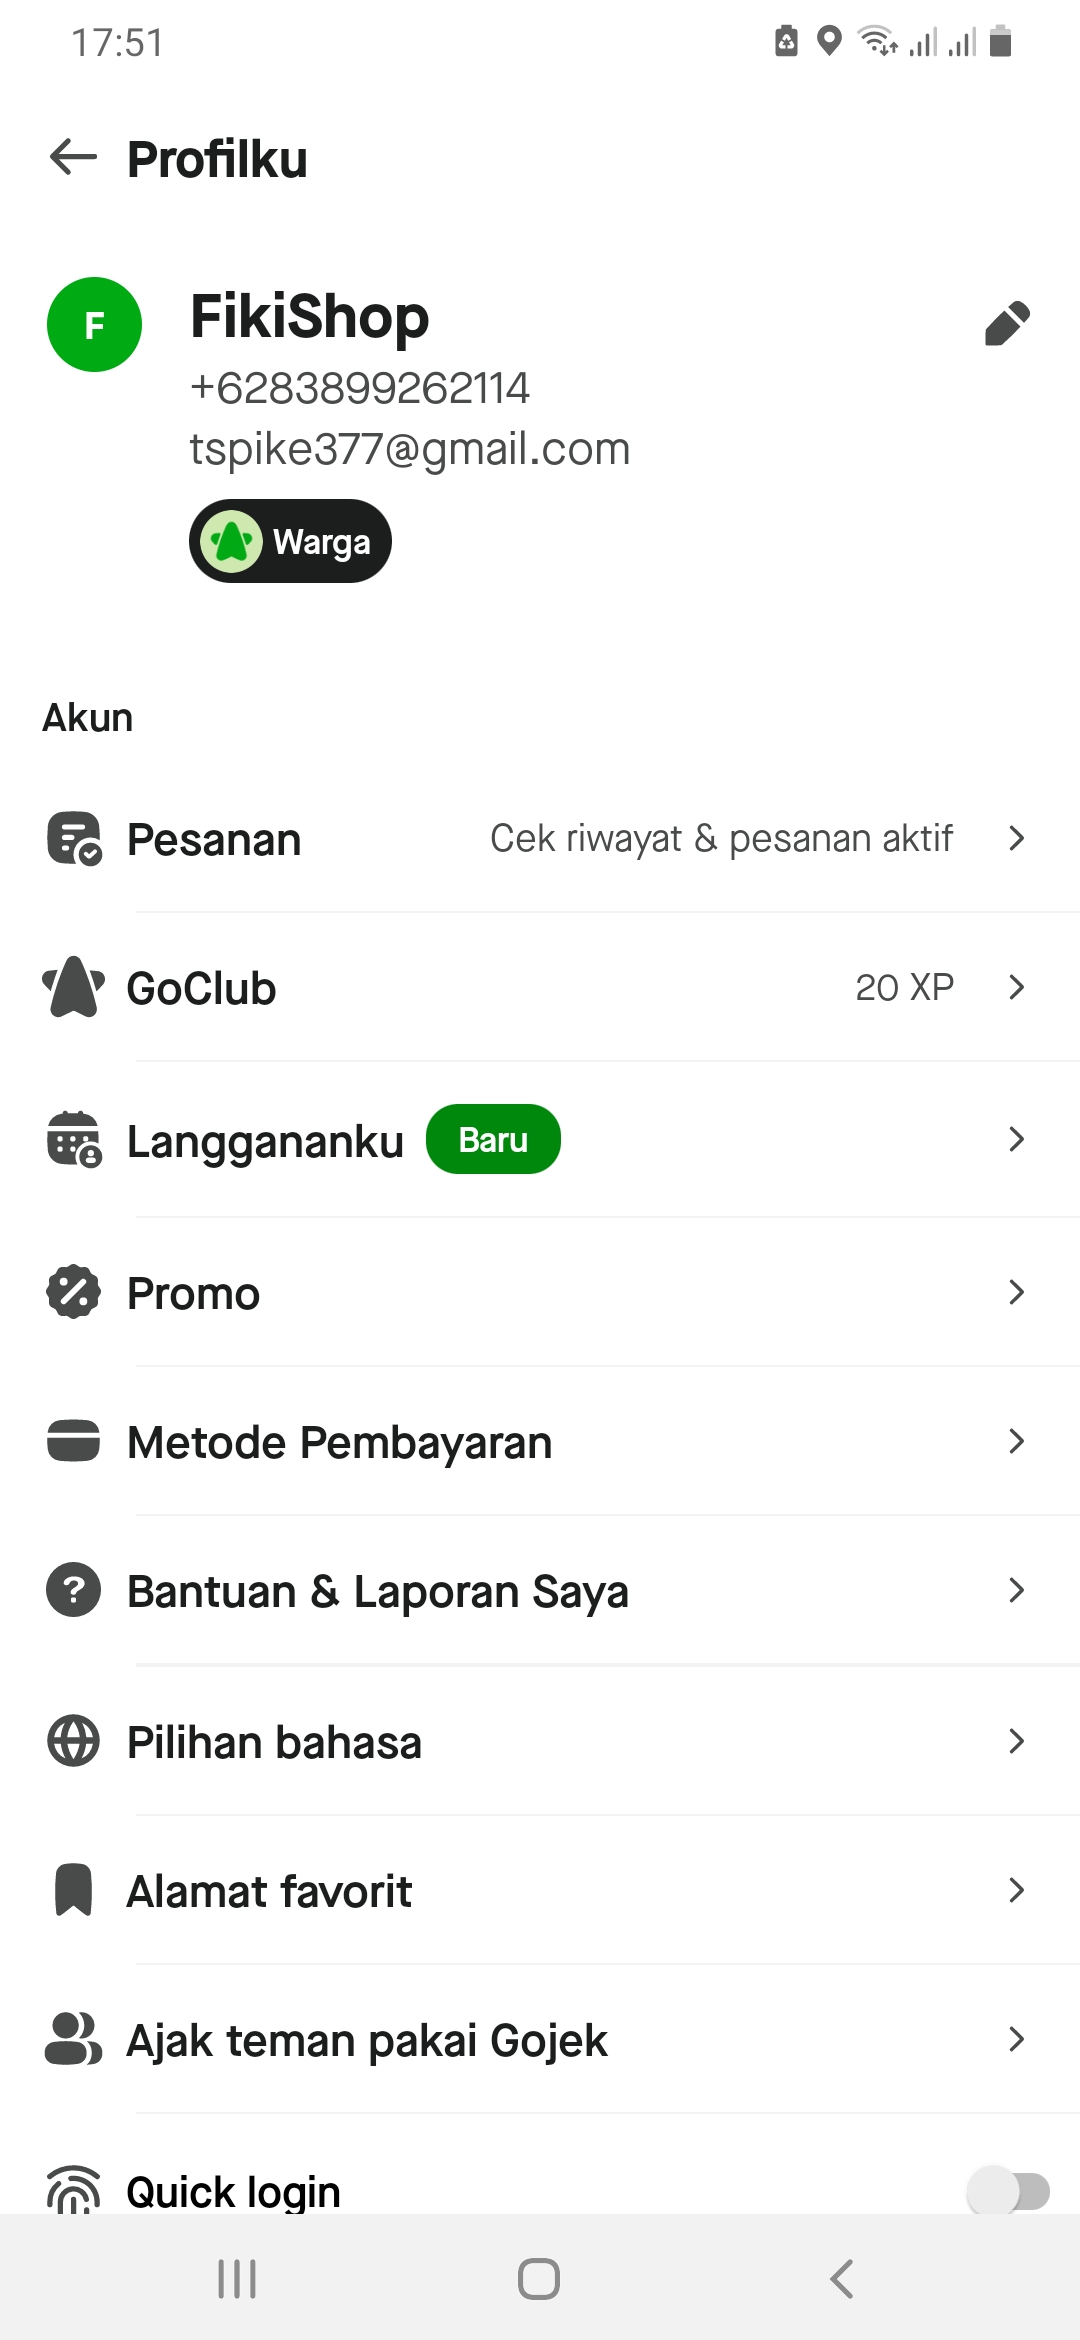 17:51
Profilku
F
FikiShop
+6283899262114
tspike377@gmail.com
Warga
Akun
Pesanan Cek riwayat & pesanan aktif
GoClub 20 XP
Langgananku Baru
Promo
Metode Pembayaran
Bantuan & Laporan Saya
Pilihan bahasa
Alamat favorit
Ajak teman pakai Gojek
Quick login